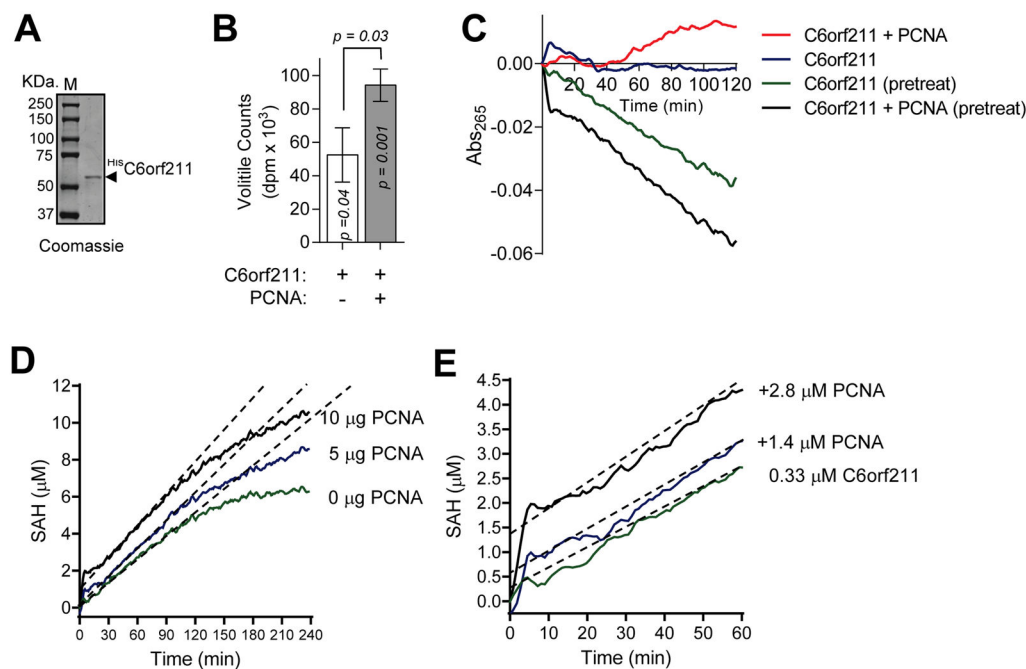 A
KDa. M
250
150
100
75
50
37
HisC6orf211
Coomassie
B
p = 0.03
Volitile Counts
(dpm x 10³)
100
80
60
40
20
0
p =0.04
p = 0.001
C6orf211: + +
PCNA: - +
C
0.00
-0.02
-0.04
-0.06
Abs265
20 40 60 80 100 120
Time (min)
C6orf211 + PCNA
C6orf211
C6orf211 (pretreat)
C6orf211 + PCNA (pretreat)
D
12
10
8
6
4
2
0
SAH (μM)
10 μg PCNA
5 μg PCNA
0 μg PCNA
0 30 60 90 120 150 180 210 240
Time (min)
E
4.5
4.0
3.5
3.0
2.5
2.0
1.5
1.0
0.5
0.0
SAH (μM)
+2.8 μM PCNA
+1.4 μM PCNA
0.33 μM C6orf211
0 10 20 30 40 50 60
Time (min)